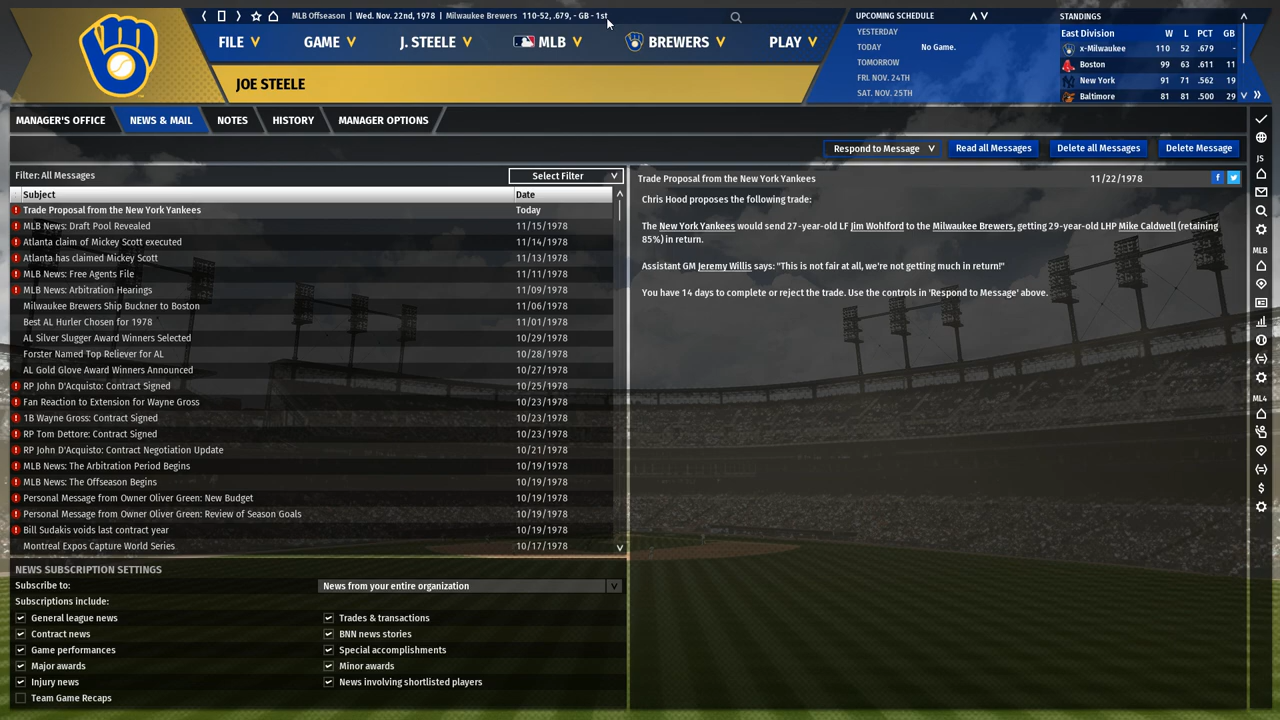 MLB Offseason | Wed. Nov. 22nd, 1978 | Milwaukee Brewers 110-52, .679, - GB - 1st
FILE
GAME
J. STEELE
MLB
BREWERS
PLAY
JOE STEELE
UPCOMING SCHEDULE
YESTERDAY
TODAY No Game.
TOMORROW
FRI. NOV. 24TH
SAT. NOV. 25TH
STANDINGS
East Division W L PCT GB
x-Milwaukee 110 52 .679 -
Boston 99 63 .611 11
New York 91 71 .562 19
Baltimore 81 81 .500 29
MANAGER'S OFFICE
NEWS & MAIL
NOTES
HISTORY
MANAGER OPTIONS
Respond to Message
Read all Messages
Delete all Messages
Delete Message
Filter: All Messages
Select Filter
Subject Date
Trade Proposal from the New York Yankees Today
MLB News: Draft Pool Revealed 11/15/1978
Atlanta claim of Mickey Scott executed 11/14/1978
Atlanta has claimed Mickey Scott 11/13/1978
MLB News: Free Agents File 11/11/1978
MLB News: Arbitration Hearings 11/09/1978
Milwaukee Brewers Ship Buckner to Boston 11/06/1978
Best AL Hurler Chosen for 1978 11/01/1978
AL Silver Slugger Award Winners Selected 10/29/1978
Forster Named Top Reliever for AL 10/28/1978
AL Gold Glove Award Winners Announced 10/27/1978
RP John D'Acquisto: Contract Signed 10/25/1978
Fan Reaction to Extension for Wayne Gross 10/23/1978
1B Wayne Gross: Contract Signed 10/23/1978
RP Tom Dettore: Contract Signed 10/23/1978
RP John D'Acquisto: Contract Negotiation Update 10/21/1978
MLB News: The Arbitration Period Begins 10/19/1978
MLB News: The Offseason Begins 10/19/1978
Personal Message from Owner Oliver Green: New Budget 10/19/1978
Personal Message from Owner Oliver Green: Review of Season Goals 10/19/1978
Bill Sudakis voids last contract year 10/19/1978
Montreal Expos Capture World Series 10/17/1978
NEWS SUBSCRIPTION SETTINGS
Subscribe to: News from your entire organization
Subscriptions include:
General league news Trades & transactions
Contract news BNN news stories
Game performances Special accomplishments
Major awards Minor awards
Injury news News involving shortlisted players
Team Game Recaps
Trade Proposal from the New York Yankees 11/22/1978
Chris Hood proposes the following trade:
The New York Yankees would send 27-year-old LF Jim Wohlford to the Milwaukee Brewers, getting 29-year-old LHP Mike Caldwell (retaining
85%) in return.
Assistant GM Jeremy Willis says: "This is not fair at all, we're not getting much in return!"
You have 14 days to complete or reject the trade. Use the controls in 'Respond to Message' above.
JS
MLB
ML4